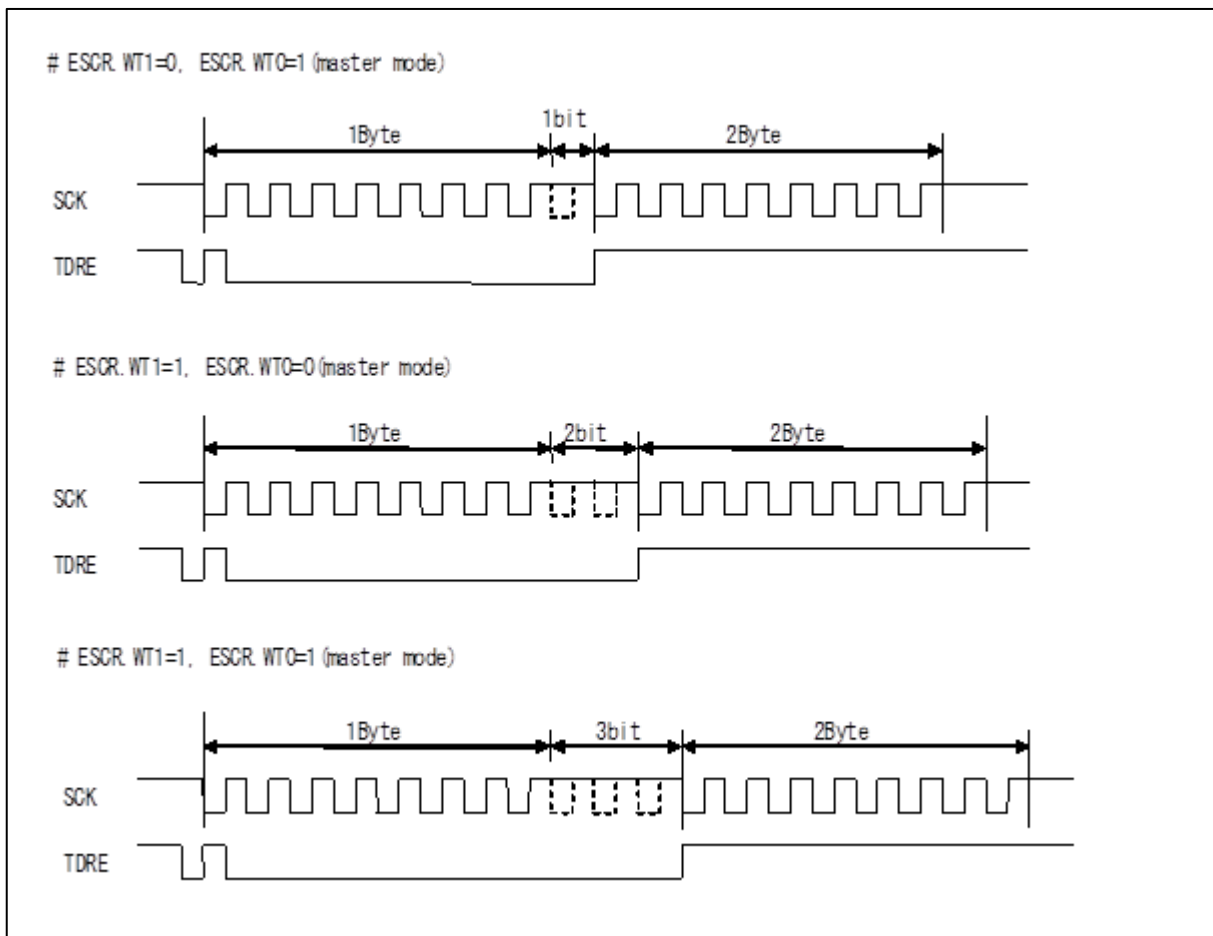 # ESCR.WT1=0, ESCR.WT0=1(master mode)
1Byte 1bit 2Byte
SCK
TDRE
# ESCR.WT1=1, ESCR.WT0=0(master mode)
1Byte 2bit 2Byte
SCK
TDRE
# ESCR.WT1=1, ESCR.WT0=1(master mode)
1Byte 3bit 2Byte
SCK
TDRE